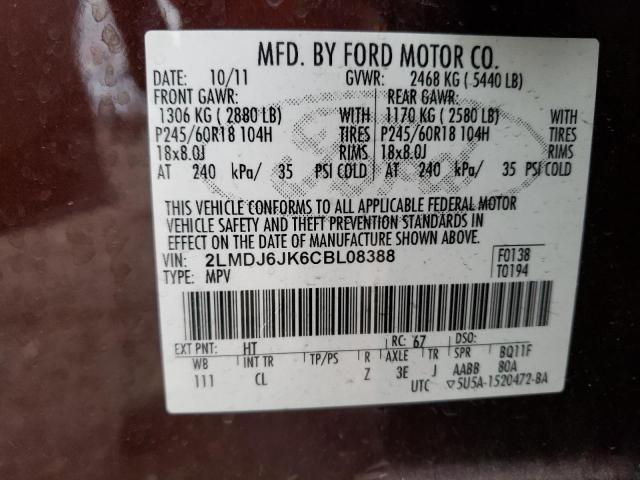 MFD. BY FORD MOTOR CO.
DATE: 10/11 GVWR: 2468 KG ( 5440 LB)
FRONT GAWR: REAR GAWR:
1306 KG ( 2880 LB) WITH 1170 KG ( 2580 LB) WITH
P245/60R18 104H TIRES P245/60R18 104H TIRES
18x8.0J RIMS 18x8.0J RIMS
AT 240 kPa/ 35 PSI COLD AT 240 kPa/ 35 PSI COLD
THIS VEHICLE CONFORMS TO ALL APPLICABLE FEDERAL MOTOR
VEHICLE SAFETY AND THEFT PREVENTION STANDARDS IN
EFFECT ON THE DATE OF MANUFACTURE SHOWN ABOVE.
VIN: 2LMDJ6JK6CBL08388 F0138
TYPE: MPV T0194
EXT PNT: HT RC: 67 DSO:
WB INT TR TP/PS R AXLE TR SPR BQ11F
111 CL Z 3E J AABB 80A
UTC ▽5U5A-1520472-BA